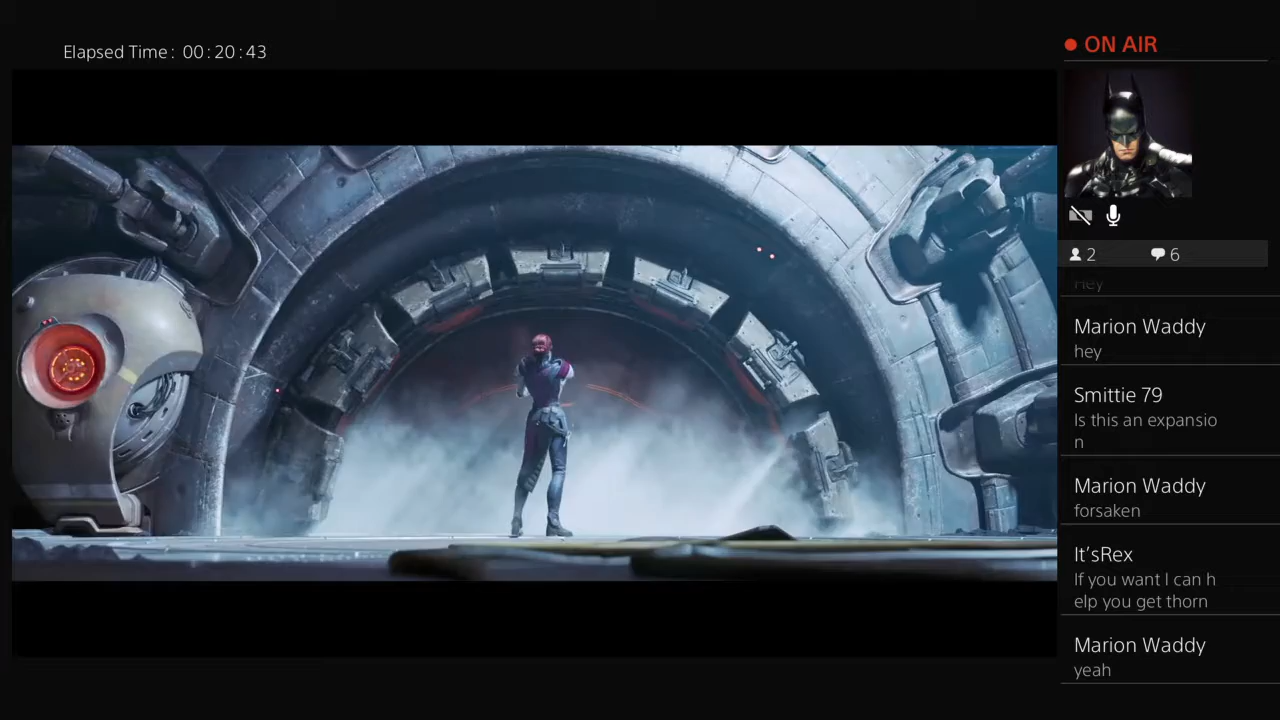 Elapsed Time: 00:20:43
ON AIR
2
6
Hey
Marion Waddy
hey
Smittie 79
Is this an expansio
n
Marion Waddy
forsaken
It'sRex
If you want I can h
elp you get thorn
Marion Waddy
yeah